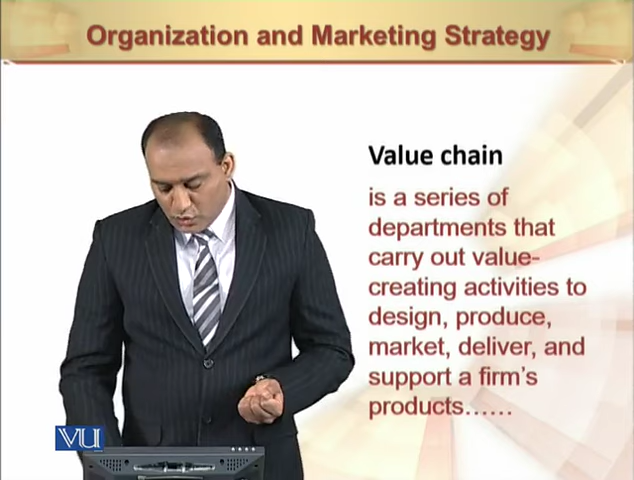 Organization and Marketing Strategy
Value chain
is a series of
departments that
carry out value-
creating activities to
design, produce,
market, deliver, and
support a firm's
products......
VU